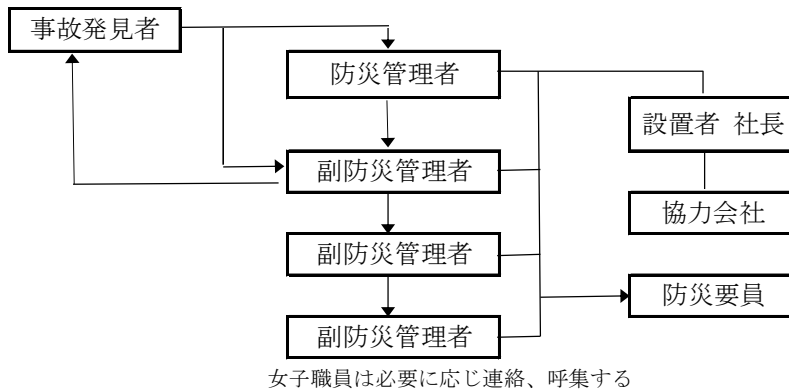 事故発見者
防災管理者
設置者 社長
副防災管理者
協力会社
副防災管理者
防災要員
副防災管理者
女子職員は必要に応じ連絡、呼集する